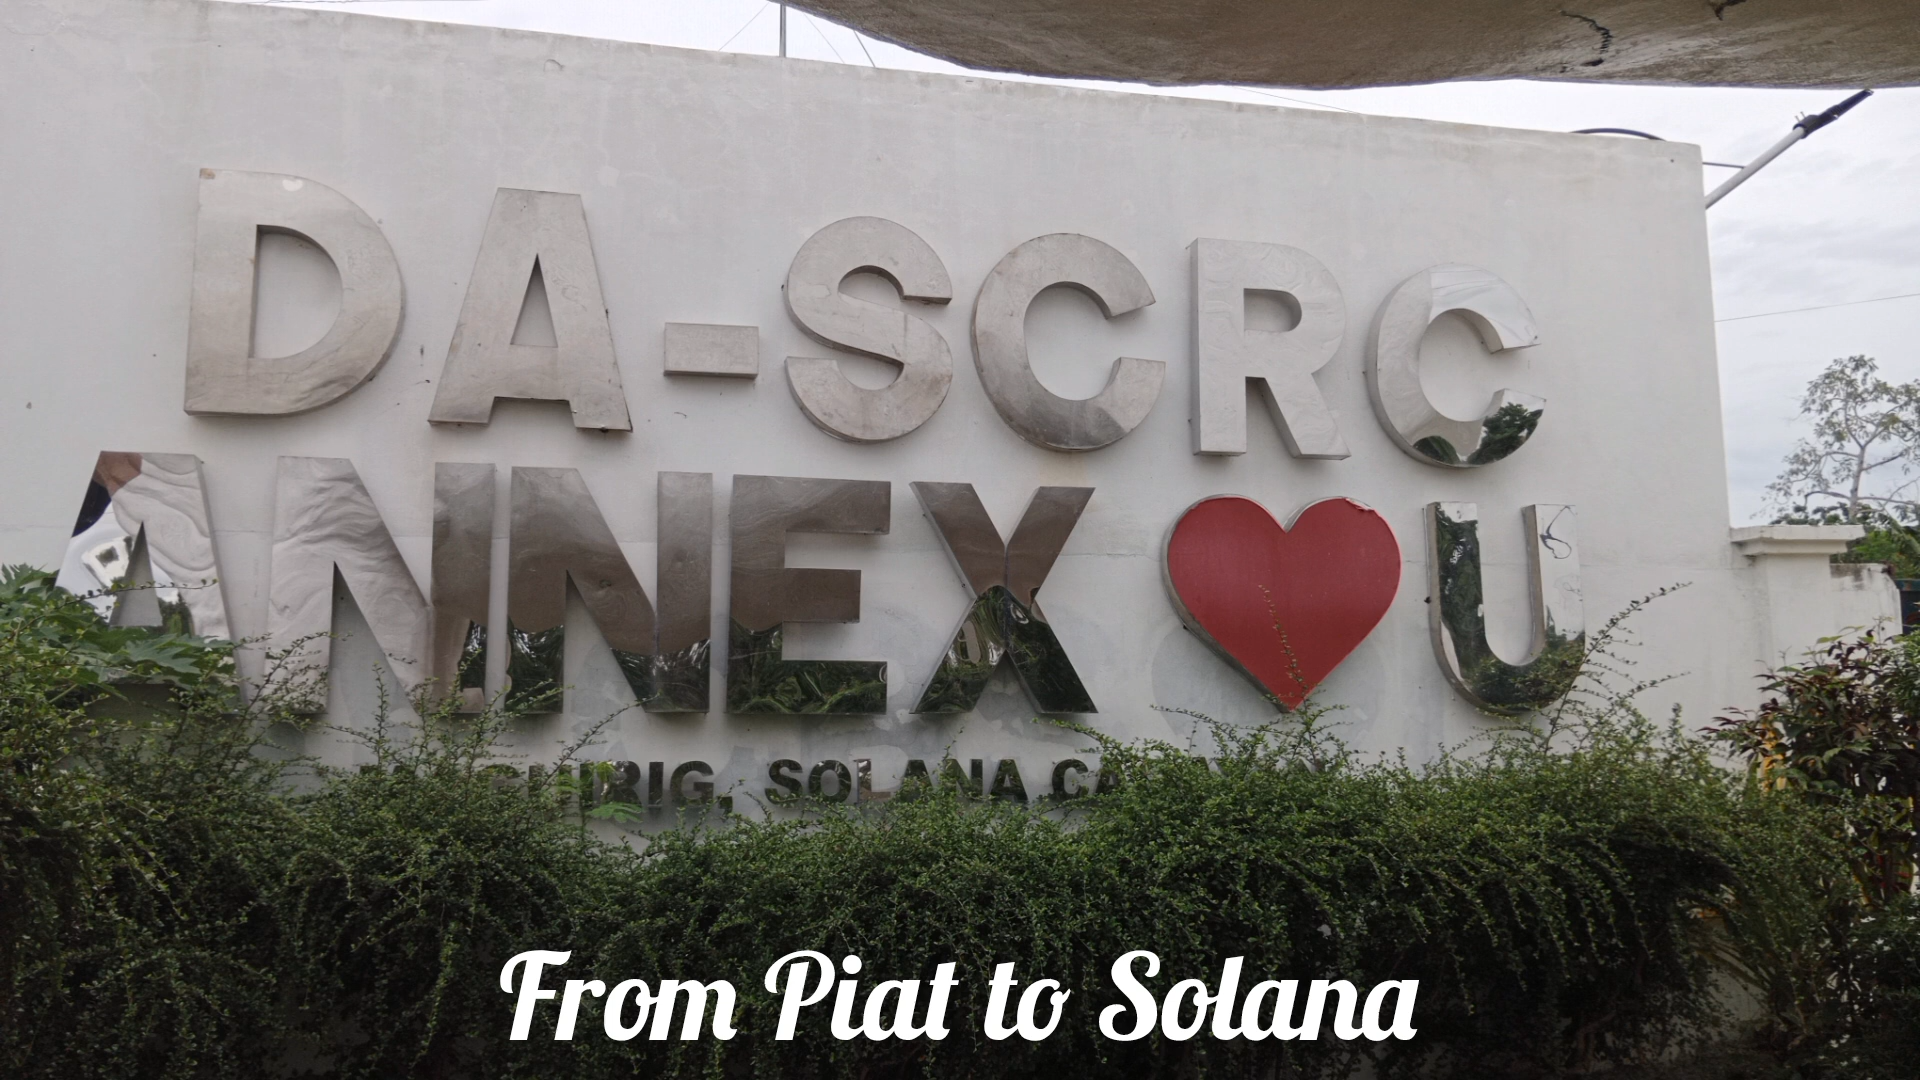 DA-SCRC
ANNEX ❤ U
SOLANA
From Piat to Solana